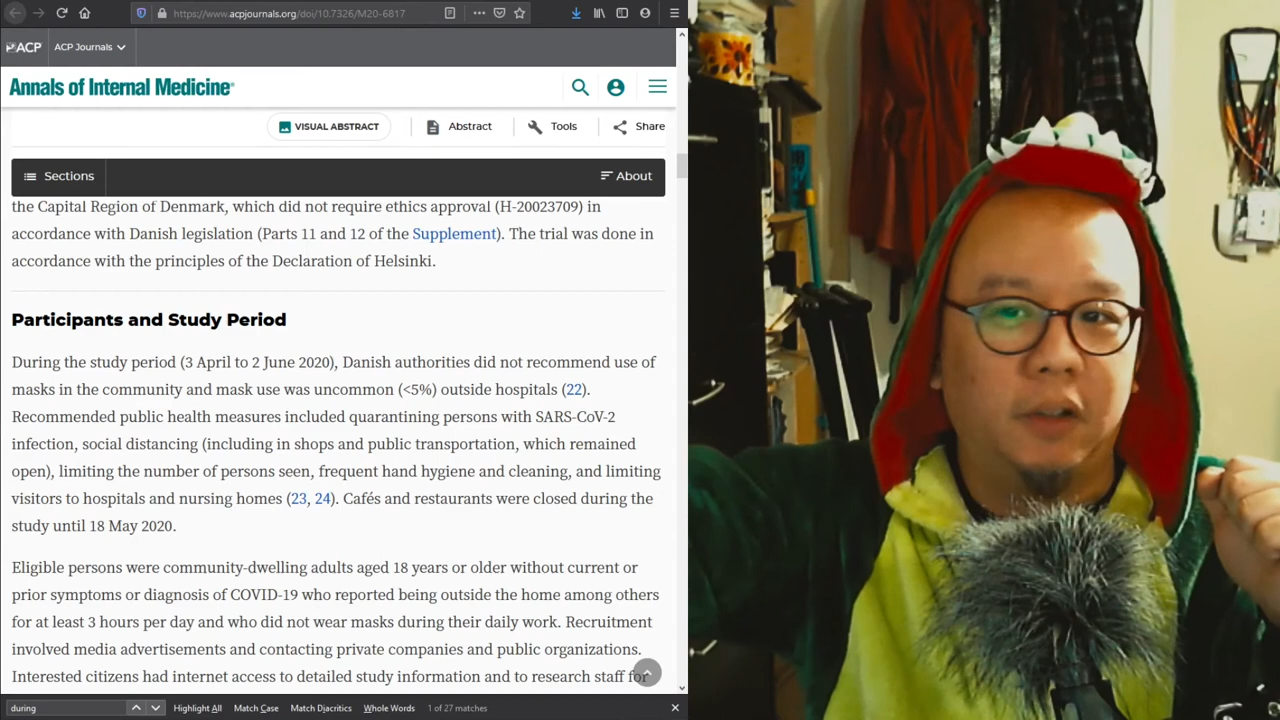 https://www.acpjournals.org/doi/10.7326/M20-6817
ACP
ACP Journals
Annals of Internal Medicine
VISUAL ABSTRACT
Abstract
Tools
Share
Sections
About
the Capital Region of Denmark, which did not require ethics approval (H-20023709) in
accordance with Danish legislation (Parts 11 and 12 of the Supplement). The trial was done in
accordance with the principles of the Declaration of Helsinki.
Participants and Study Period
During the study period (3 April to 2 June 2020), Danish authorities did not recommend use of
masks in the community and mask use was uncommon (<5%) outside hospitals (22).
Recommended public health measures included quarantining persons with SARS-CoV-2
infection, social distancing (including in shops and public transportation, which remained
open), limiting the number of persons seen, frequent hand hygiene and cleaning, and limiting
visitors to hospitals and nursing homes (23, 24). Cafés and restaurants were closed during the
study until 18 May 2020.
Eligible persons were community-dwelling adults aged 18 years or older without current or
prior symptoms or diagnosis of COVID-19 who reported being outside the home among others
for at least 3 hours per day and who did not wear masks during their daily work. Recruitment
involved media advertisements and contacting private companies and public organizations.
Interested citizens had internet access to detailed study information and to research staff for
during
Highlight All
Match Case
Match Diacritics
Whole Words
1 of 27 matches